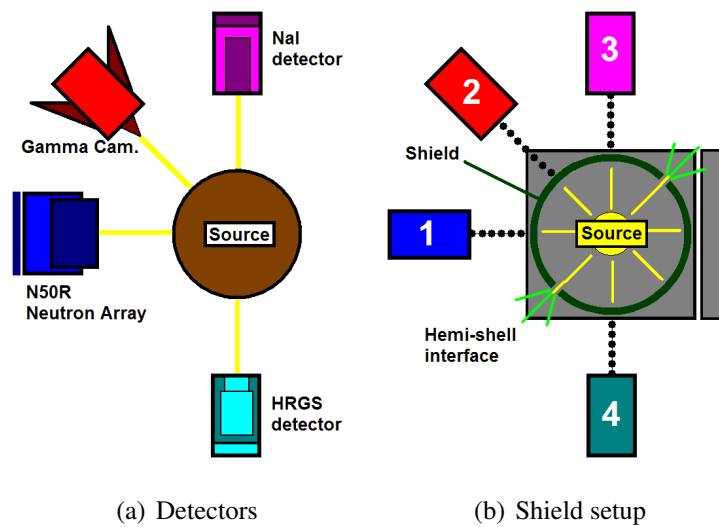 NaI
detector
Gamma Cam.
Source
N50R
Neutron Array
HRGS
detector
(a) Detectors
3
2
Shield
1
Source
Hemi-shell
interface
4
(b) Shield setup